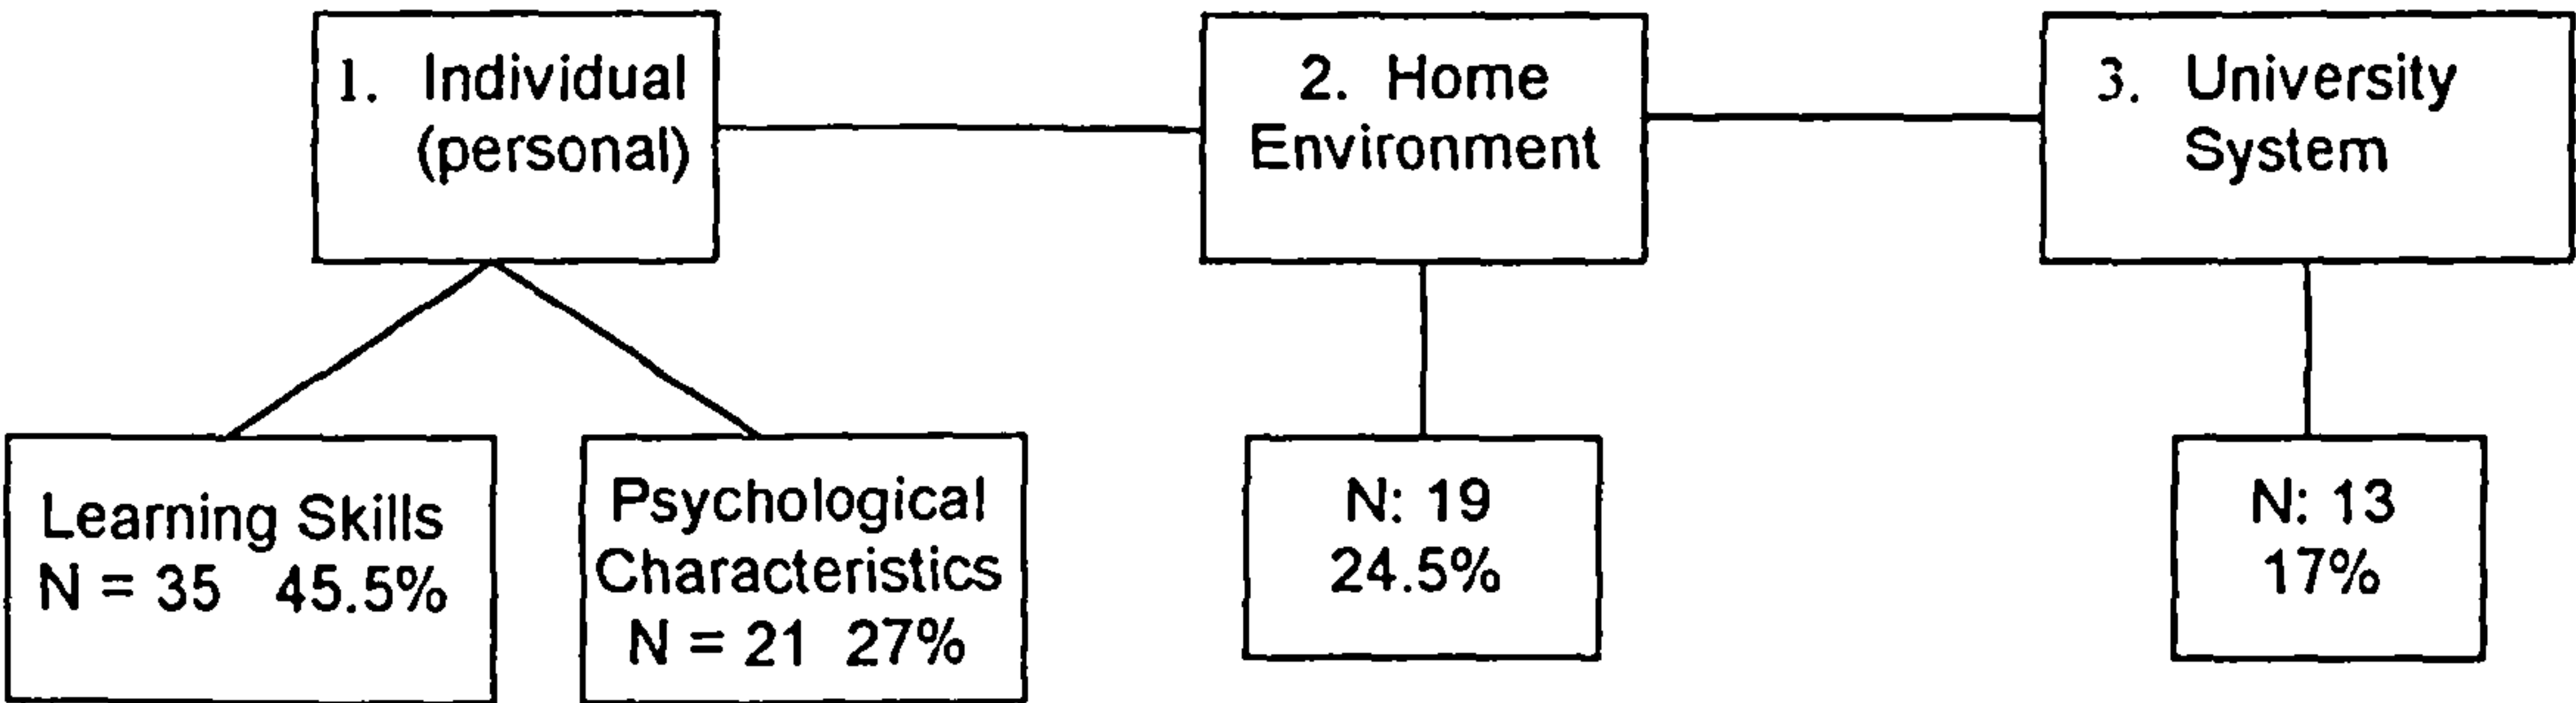 1. Individual
(personal)
2. Home
Environment
3. University
System
Learning Skills
N = 35 45.5%
Psychological
Characteristics
N = 21 27%
N: 19
24.5%
N: 13
17%